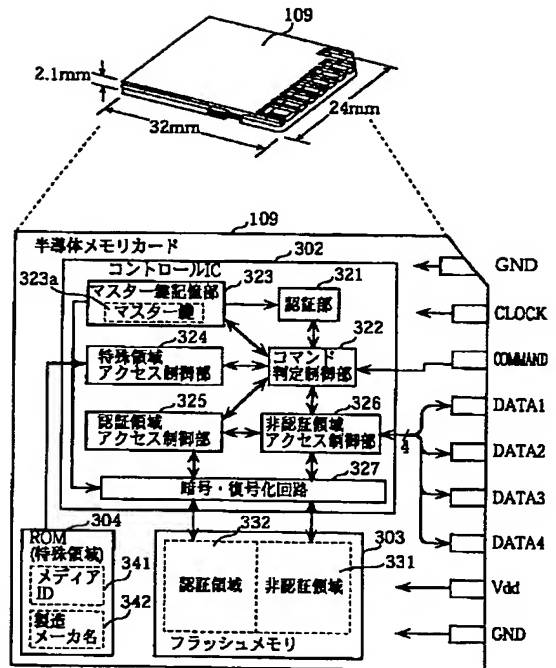 109
2.1mm
32mm
24mm
109
半導体メモリカード
302
コントロールIC
323a
マスター鍵記憶部
マスター鍵
323
321
認証部
322
コマンド
判定制御部
324
特殊領域
アクセス制御部
325
認証領域
アクセス制御部
326
非認証領域
アクセス制御部
4
327
暗号・復号化回路
304
ROM
(特殊領域)
メディア
ID
341
342
製造
メーカ名
332
303
331
認証領域
非認証領域
フラッシュメモリ
GND
CLOCK
COMMAND
DATA1
DATA2
DATA3
DATA4
Vdd
GND